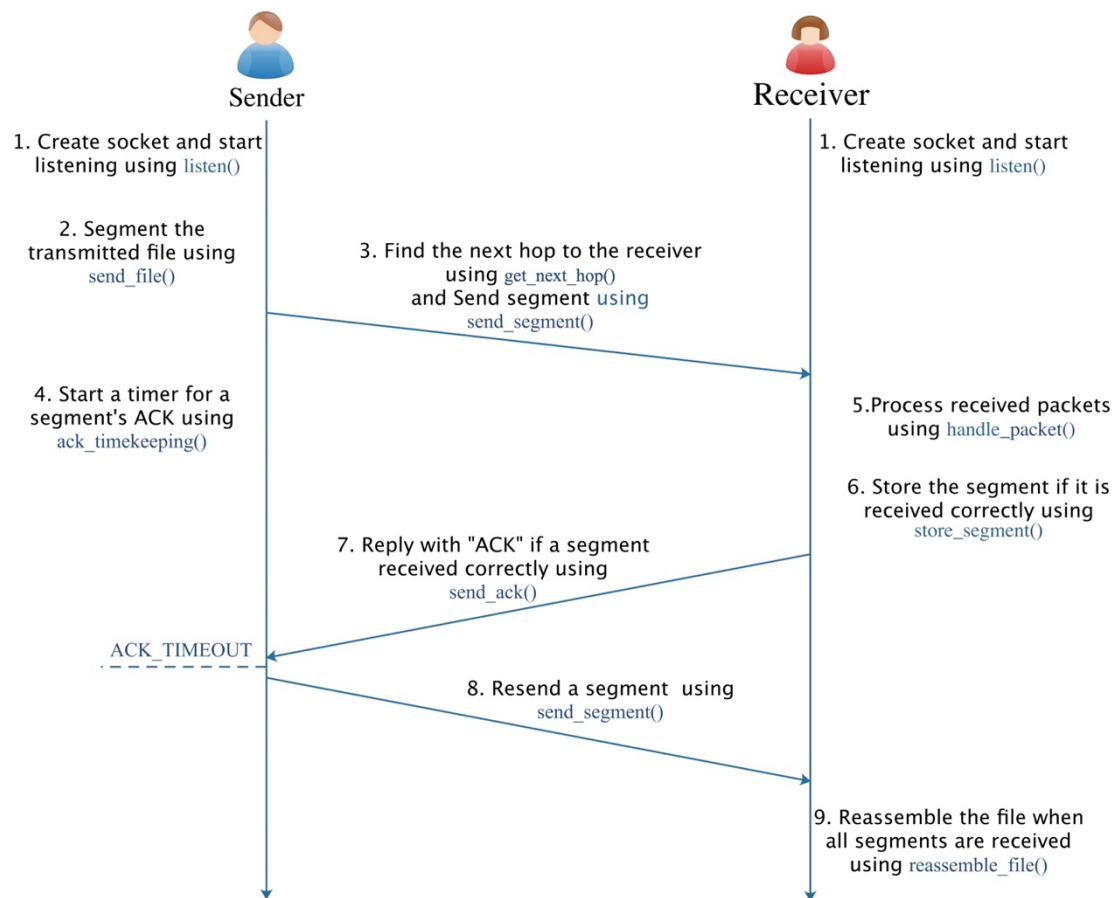 Sender
Receiver
1. Create socket and start
listening using listen()
1. Create socket and start
listening using listen()
2. Segment the
transmitted file using
send_file()
3. Find the next hop to the receiver
using get_next_hop()
and Send segment using
send_segment()
4. Start a timer for a
segment's ACK using
ack_timekeeping()
5.Process received packets
using handle_packet()
6. Store the segment if it is
received correctly using
store_segment()
7. Reply with "ACK" if a segment
received correctly using
send_ack()
ACK_TIMEOUT
8. Resend a segment using
send_segment()
9. Reassemble the file when
all segments are received
using reassemble_file()